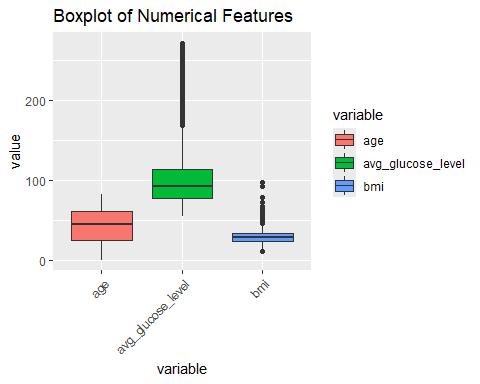 Boxplot of Numerical Features
value
200
100
0
age
avg_glucose_level
bmi
variable
variable
age
avg_glucose_level
bmi